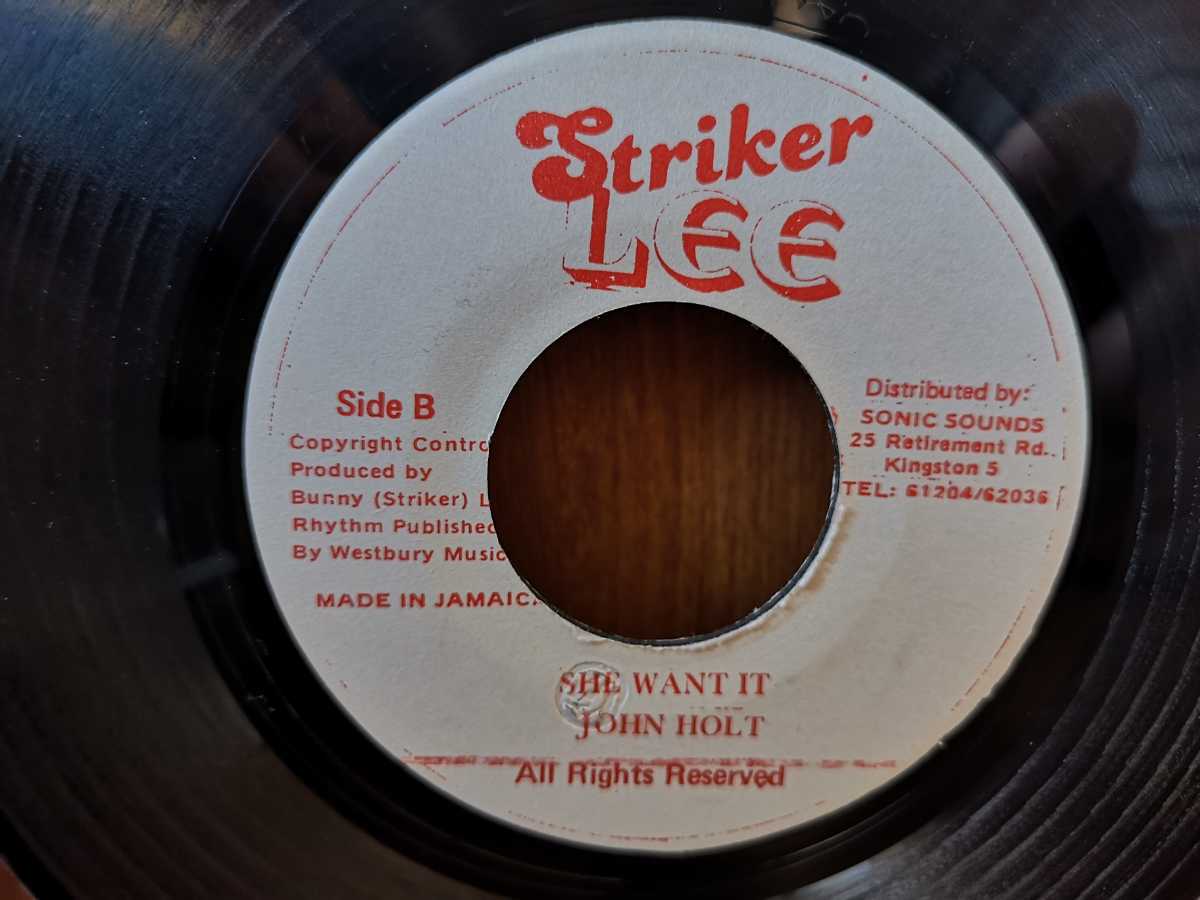 Striker
LEE
Side B
Copyright Contro
Produced by
Bunny (Striker) L
Rhythm Published
By Westbury Music
MADE IN JAMAICA
Distributed by:
SONIC SOUNDS
25 Retirement Rd.
Kingston 5
TEL: 61204/62036
SHE WANT IT
JOHN HOLT
All Rights Reserved